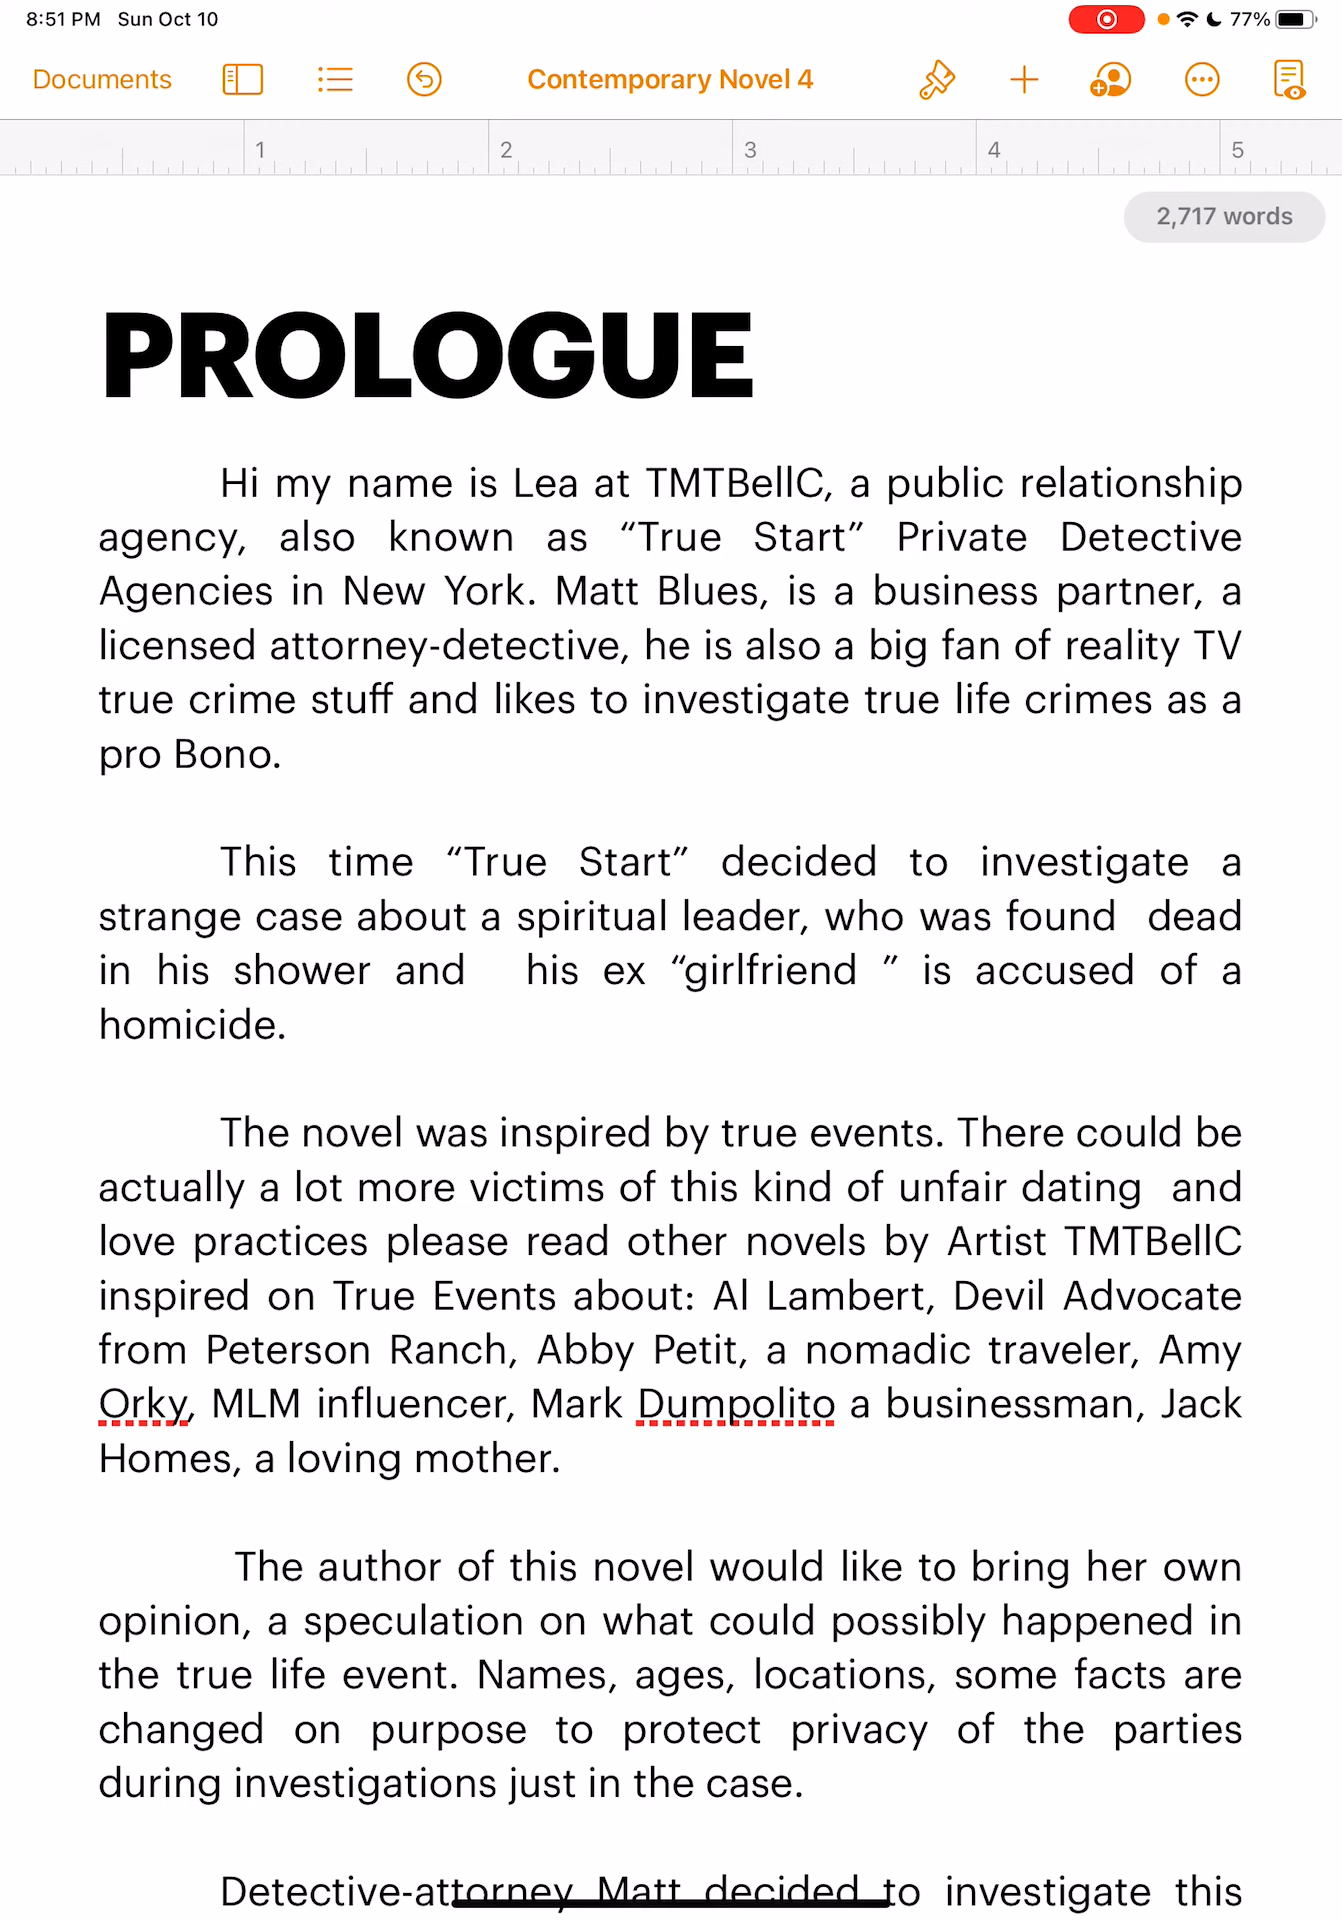 8:51 PM Sun Oct 10 77%
Documents Contemporary Novel 4
1 2 3 4 5
2,717 words
PROLOGUE
Hi my name is Lea at TMTBellC, a public relationship
agency, also known as “True Start” Private Detective
Agencies in New York. Matt Blues, is a business partner, a
licensed attorney-detective, he is also a big fan of reality TV
true crime stuff and likes to investigate true life crimes as a
pro Bono.
This time “True Start” decided to investigate a
strange case about a spiritual leader, who was found dead
in his shower and his ex “girlfriend ” is accused of a
homicide.
The novel was inspired by true events. There could be
actually a lot more victims of this kind of unfair dating and
love practices please read other novels by Artist TMTBellC
inspired on True Events about: Al Lambert, Devil Advocate
from Peterson Ranch, Abby Petit, a nomadic traveler, Amy
Orky, MLM influencer, Mark Dumpolito a businessman, Jack
Homes, a loving mother.
The author of this novel would like to bring her own
opinion, a speculation on what could possibly happened in
the true life event. Names, ages, locations, some facts are
changed on purpose to protect privacy of the parties
during investigations just in the case.
Detective-attorney Matt decided to investigate this